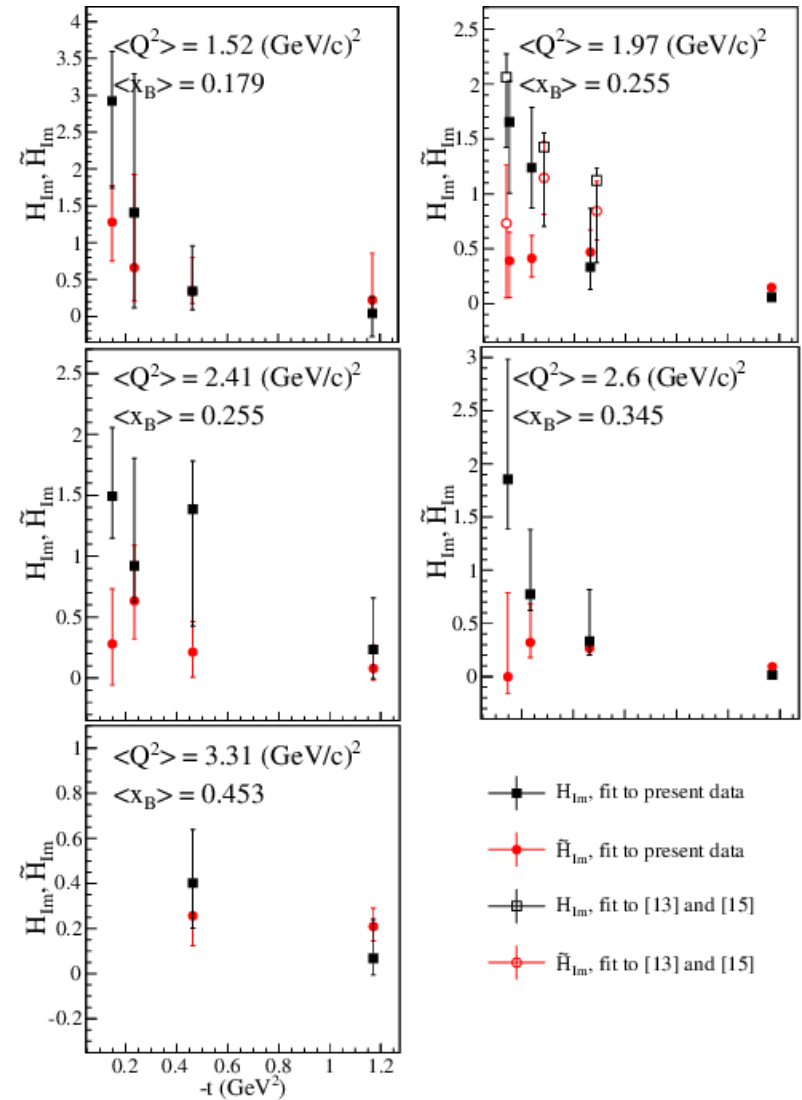 <Q²> = 1.52 (GeV/c)²
<x_B> = 0.179
H_Im, H̃_Im
4
3.5
3
2.5
2
1.5
1
0.5
0
<Q²> = 1.97 (GeV/c)²
<x_B> = 0.255
H_Im, H̃_Im
2.5
2
1.5
1
0.5
0
<Q²> = 2.41 (GeV/c)²
<x_B> = 0.255
H_Im, H̃_Im
2.5
2
1.5
1
0.5
0
<Q²> = 2.6 (GeV/c)²
<x_B> = 0.345
H_Im, H̃_Im
3
2.5
2
1.5
1
0.5
0
<Q²> = 3.31 (GeV/c)²
<x_B> = 0.453
H_Im, H̃_Im
1
0.8
0.6
0.4
0.2
0
-0.2
0.2 0.4 0.6 0.8 1 1.2
-t (GeV²)
H_Im, fit to present data
H̃_Im, fit to present data
H_Im, fit to [13] and [15]
H̃_Im, fit to [13] and [15]